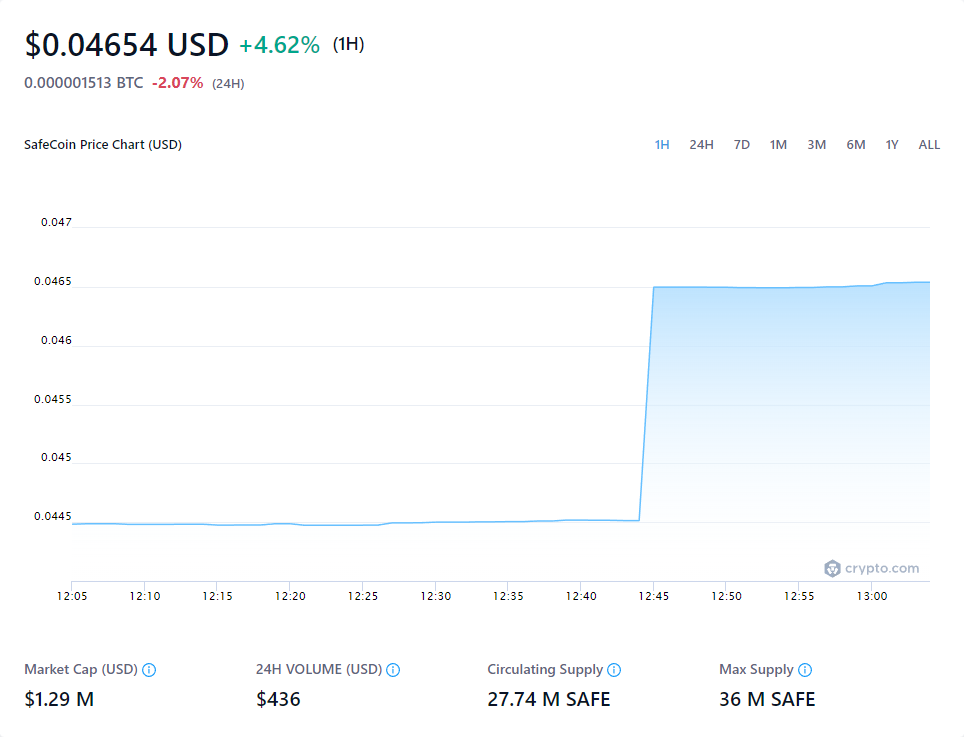 $0.04654 USD +4.62% (1H)
0.000001513 BTC -2.07% (24H)
SafeCoin Price Chart (USD) 1H 24H 7D 1M 3M 6M 1Y ALL
0.047
0.0465
0.046
0.0455
0.045
0.0445
crypto.com
12:05 12:10 12:15 12:20 12:25 12:30 12:35 12:40 12:45 12:50 12:55 13:00
Market Cap (USD) 24H VOLUME (USD) Circulating Supply Max Supply
$1.29 M $436 27.74 M SAFE 36 M SAFE